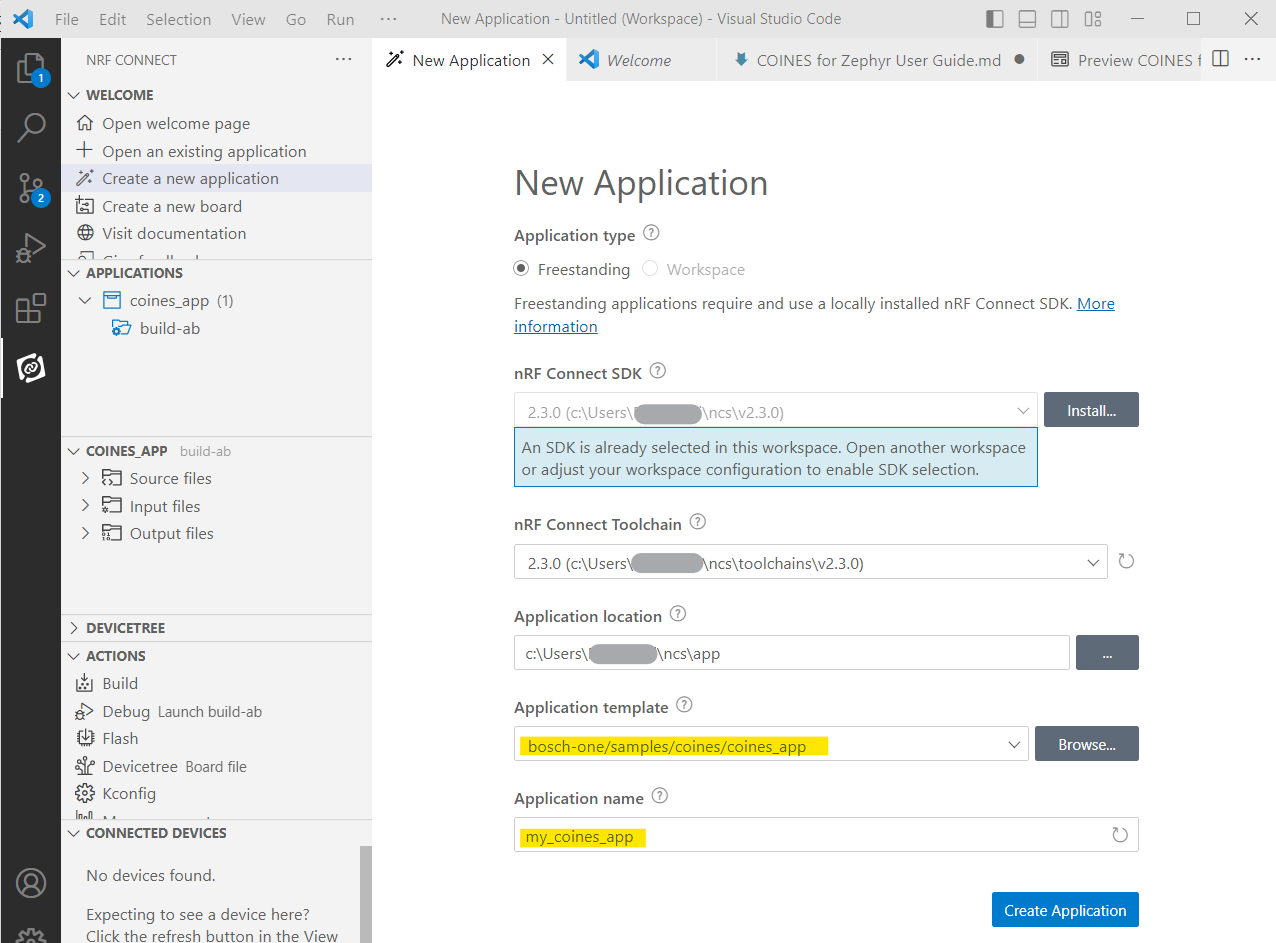 File Edit Selection View Go Run ··· New Application - Untitled (Workspace) - Visual Studio Code
NRF CONNECT ···
New Application
Welcome
COINES for Zephyr User Guide.md
Preview COINES f
···
1
2
WELCOME
Open welcome page
Open an existing application
Create a new application
Create a new board
Visit documentation
APPLICATIONS
coines_app (1)
build-ab
COINES_APP build-ab
Source files
Input files
Output files
DEVICETREE
ACTIONS
Build
Debug Launch build-ab
Flash
Devicetree Board file
Kconfig
CONNECTED DEVICES
No devices found.
Expecting to see a device here?
Click the refresh button in the View
New Application
Application type ?
Freestanding Workspace
Freestanding applications require and use a locally installed nRF Connect SDK. More
information
nRF Connect SDK ?
2.3.0 (c:\Users\ \ncs\v2.3.0)
Install...
An SDK is already selected in this workspace. Open another workspace
or adjust your workspace configuration to enable SDK selection.
nRF Connect Toolchain ?
2.3.0 (c:\Users\ \ncs\toolchains\v2.3.0)
Application location ?
c:\Users\ \ncs\app
...
Application template ?
bosch-one/samples/coines/coines_app
Browse...
Application name ?
my_coines_app
Create Application